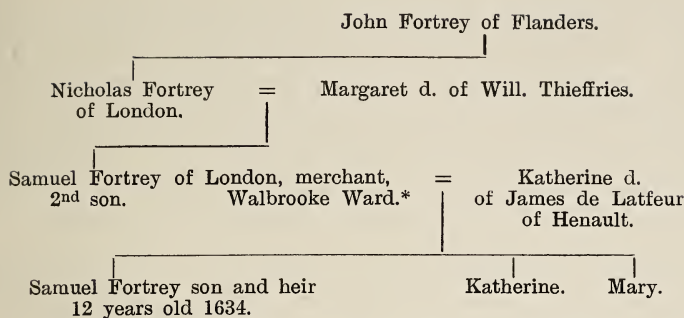 John Fortrey of Flanders.
Nicholas Fortrey = Margaret d. of Will. Thieffries.
of London.
Samuel Fortrey of London, merchant, = Katherine d.
2nd son. Walbrooke Ward.* of James de Latfeur
of Henault.
Samuel Fortrey son and heir Katherine. Mary.
12 years old 1634.